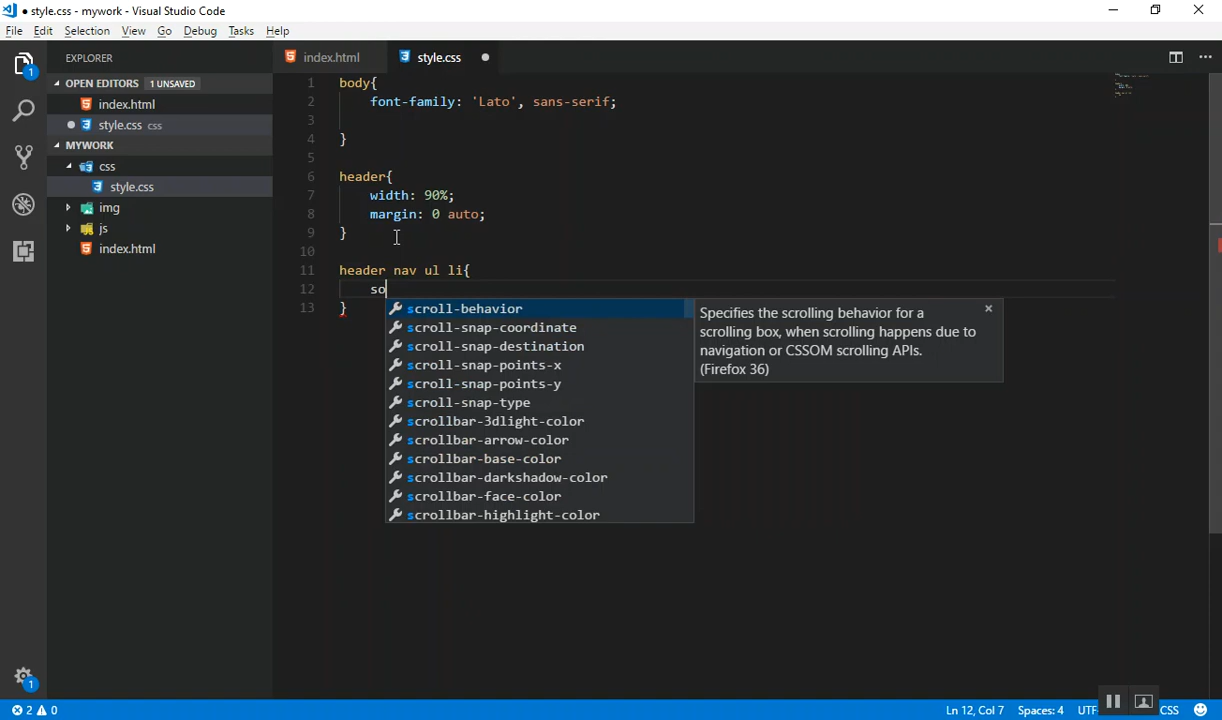 ● style.css - mywork - Visual Studio Code
File Edit Selection View Go Debug Tasks Help
EXPLORER
index.html
style.css ●
OPEN EDITORS 1 UNSAVED
index.html
● style.css css
MYWORK
css
style.css
img
js
index.html
1
1
1 body{
2 font-family: 'Lato', sans-serif;
3
4 }
5
6 header{
7 width: 90%;
8 margin: 0 auto;
9 }
10
11 header nav ul li{
12 so
13 }
scroll-behavior
scroll-snap-coordinate
scroll-snap-destination
scroll-snap-points-x
scroll-snap-points-y
scroll-snap-type
scrollbar-3dlight-color
scrollbar-arrow-color
scrollbar-base-color
scrollbar-darkshadow-color
scrollbar-face-color
scrollbar-highlight-color
Specifies the scrolling behavior for a
scrolling box, when scrolling happens due to
navigation or CSSOM scrolling APIs.
(Firefox 36)
2 0 Ln 12, Col 7 Spaces: 4 UTF- CSS